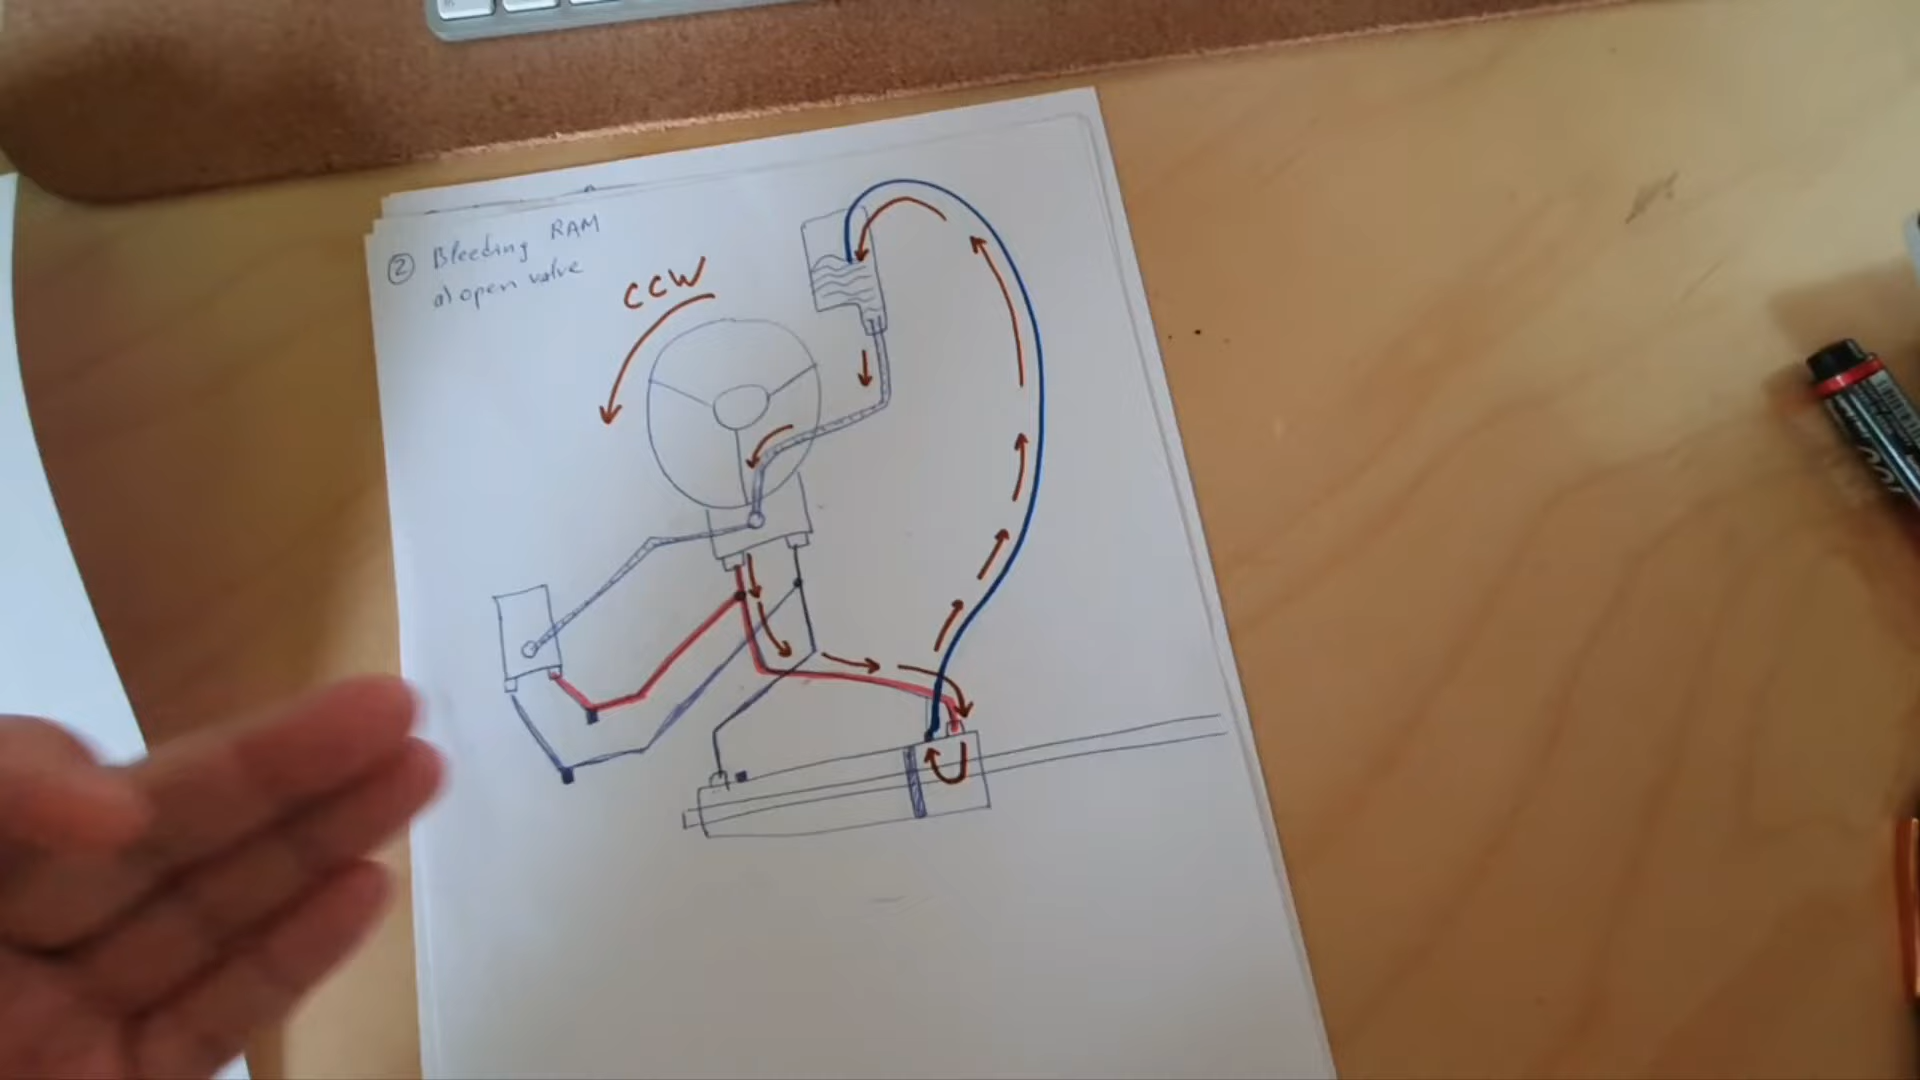 ② Bleeding RAM
a) open valve
CCW